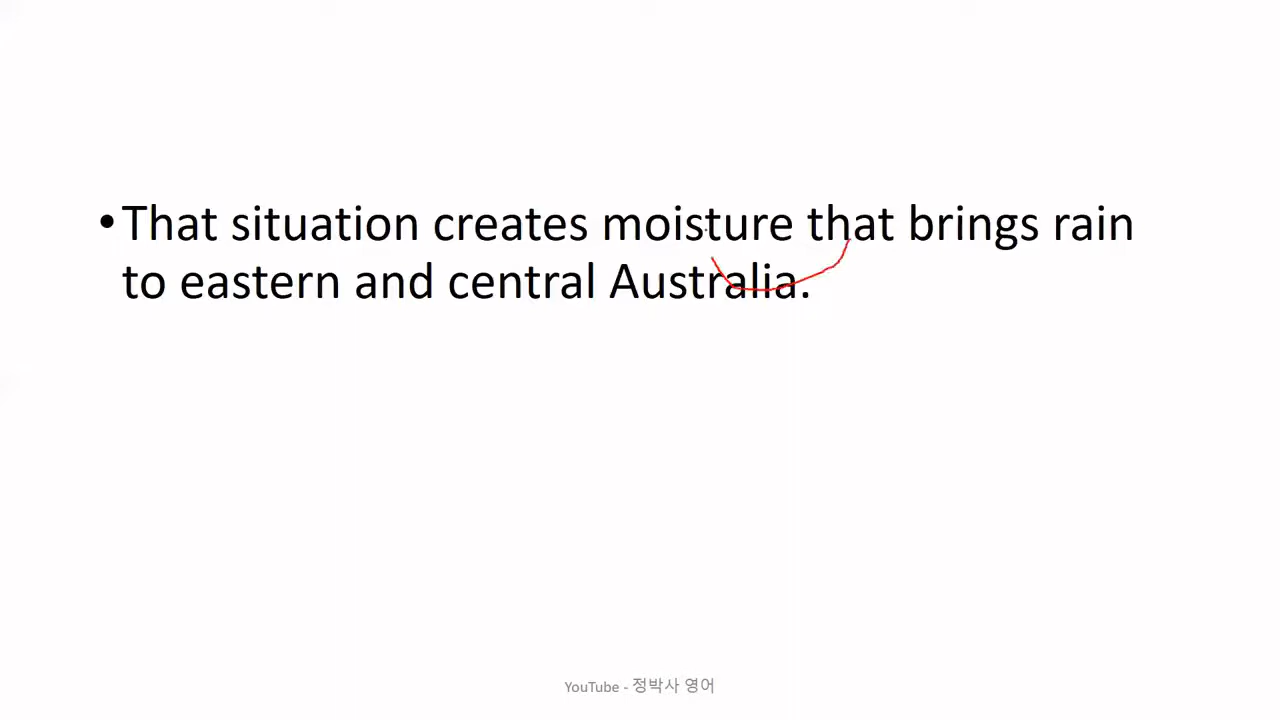 •That situation creates moisture that brings rain
to eastern and central Australia.
YouTube - 정박사 영어